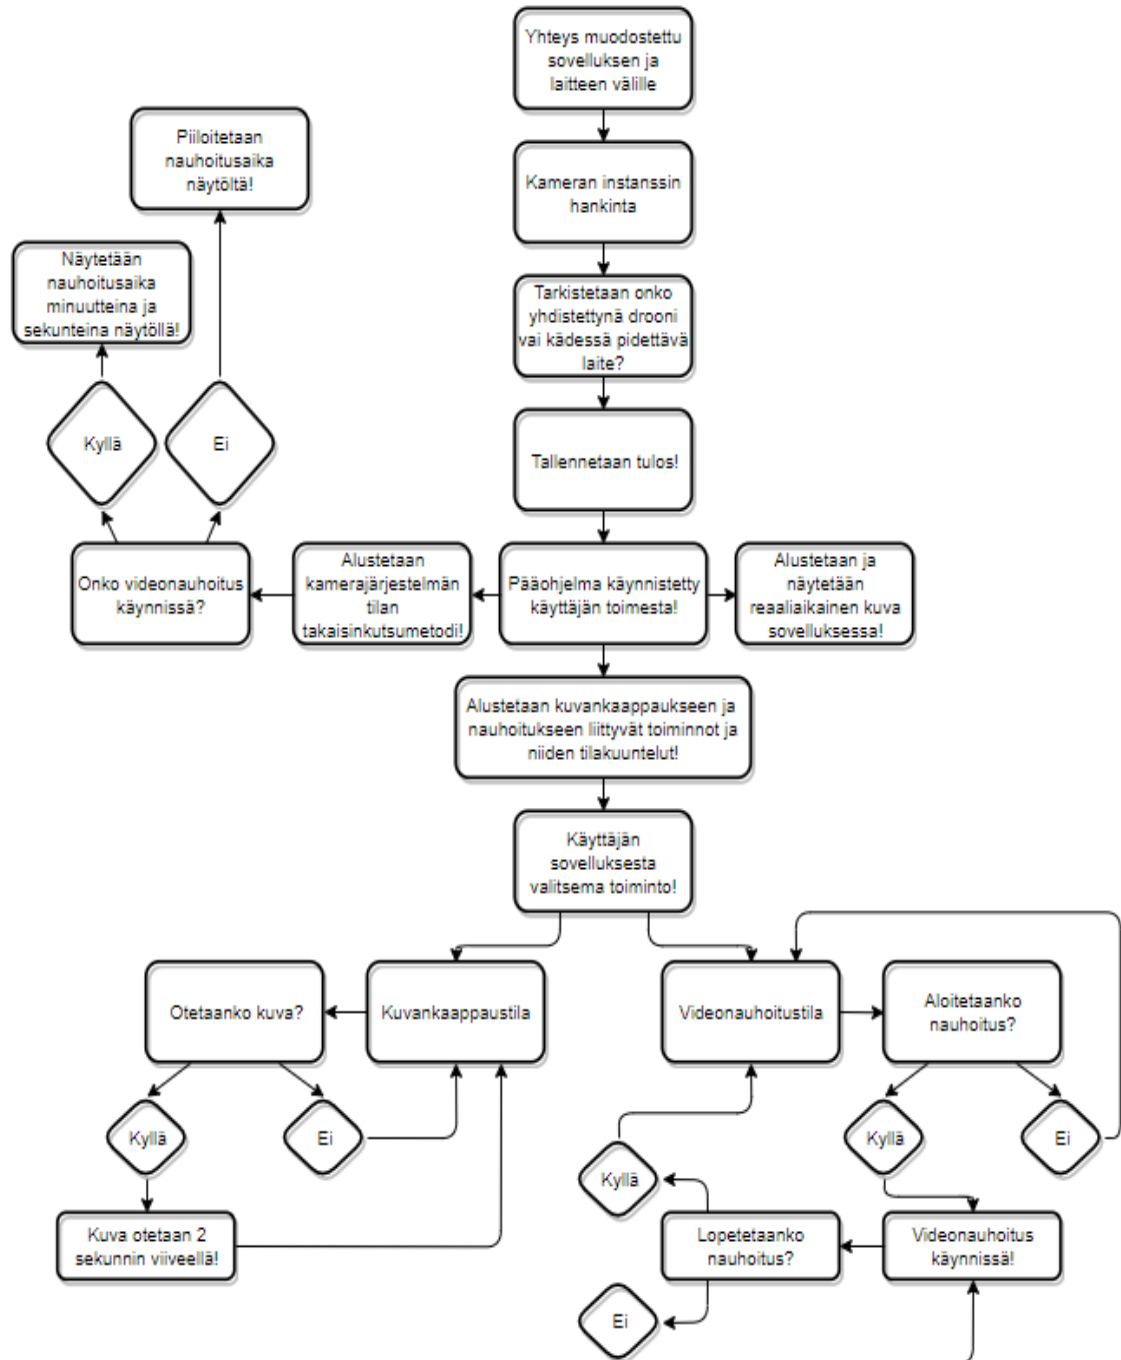 Yhteys muodostettu
sovelluksen ja
laitteen välille
Piiloitetaan
nauhoitusaika
näytöltä!
Kameran instanssin
hankinta
Näytetään
nauhoitusaika
minuutteina ja
sekunteina näytöllä!
Tarkistetaan onko
yhdistettynä drooni
vai kädessä pidettävä
laite?
Kyllä
Ei
Tallennetaan tulos!
Onko videonauhoitus
käynnissä?
Alustetaan
kamerajärjestelmän
tilan
takaisinkutsumetodi!
Pääohjelma käynnistetty
käyttäjän toimesta!
Alustetaan ja
näytetään
reaaliaikainen kuva
sovelluksessa!
Alustetaan kuvankaappaukseen ja
nauhoitukseen liittyvät toiminnot ja
niiden tilakuuntelut!
Käyttäjän
sovelluksesta
valitsema toiminto!
Otetaanko kuva?
Kuvankaappaustila
Videonauhoitustila
Aloitetaanko
nauhoitus?
Kyllä
Ei
Kyllä
Ei
Kyllä
Kuva otetaan 2
sekunnin viiveellä!
Lopetetaanko
nauhoitus?
Videonauhoitus
käynnissä!
Ei